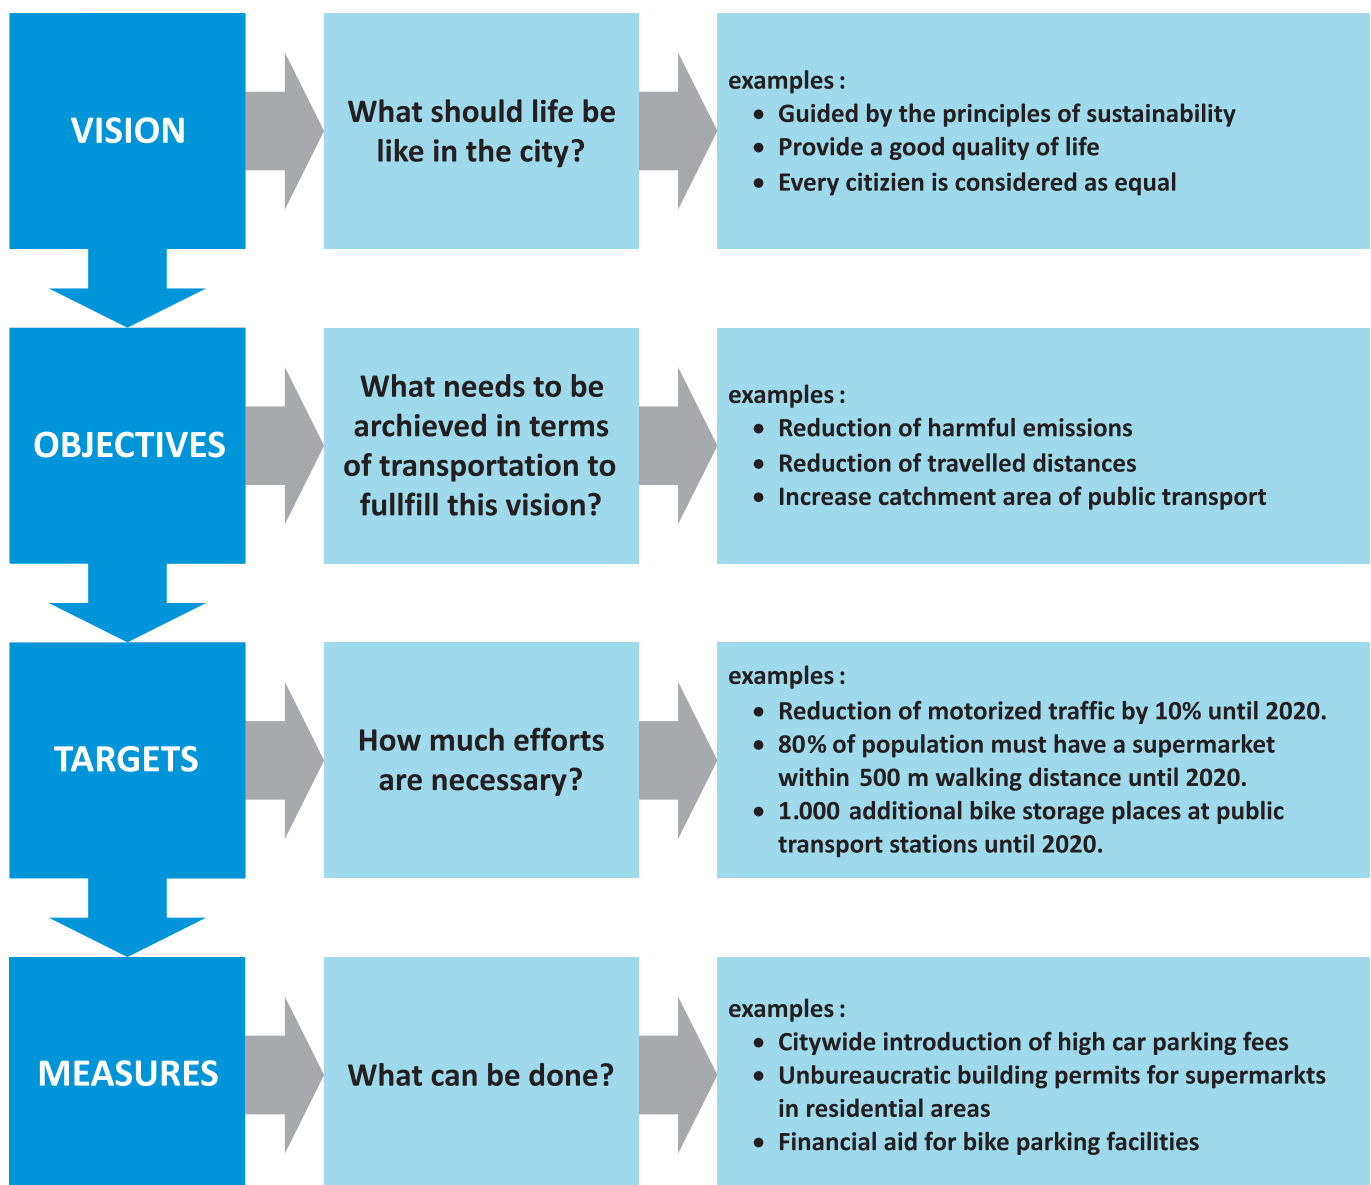 VISION
What should life be
like in the city?
examples :
• Guided by the principles of sustainability
• Provide a good quality of life
• Every citizien is considered as equal
OBJECTIVES
What needs to be
archieved in terms
of transportation to
fullfill this vision?
examples :
• Reduction of harmful emissions
• Reduction of travelled distances
• Increase catchment area of public transport
TARGETS
How much efforts
are necessary?
examples :
• Reduction of motorized traffic by 10% until 2020.
• 80% of population must have a supermarket
within 500 m walking distance until 2020.
• 1.000 additional bike storage places at public
transport stations until 2020.
MEASURES
What can be done?
examples :
• Citywide introduction of high car parking fees
• Unbureaucratic building permits for supermarkts
in residential areas
• Financial aid for bike parking facilities